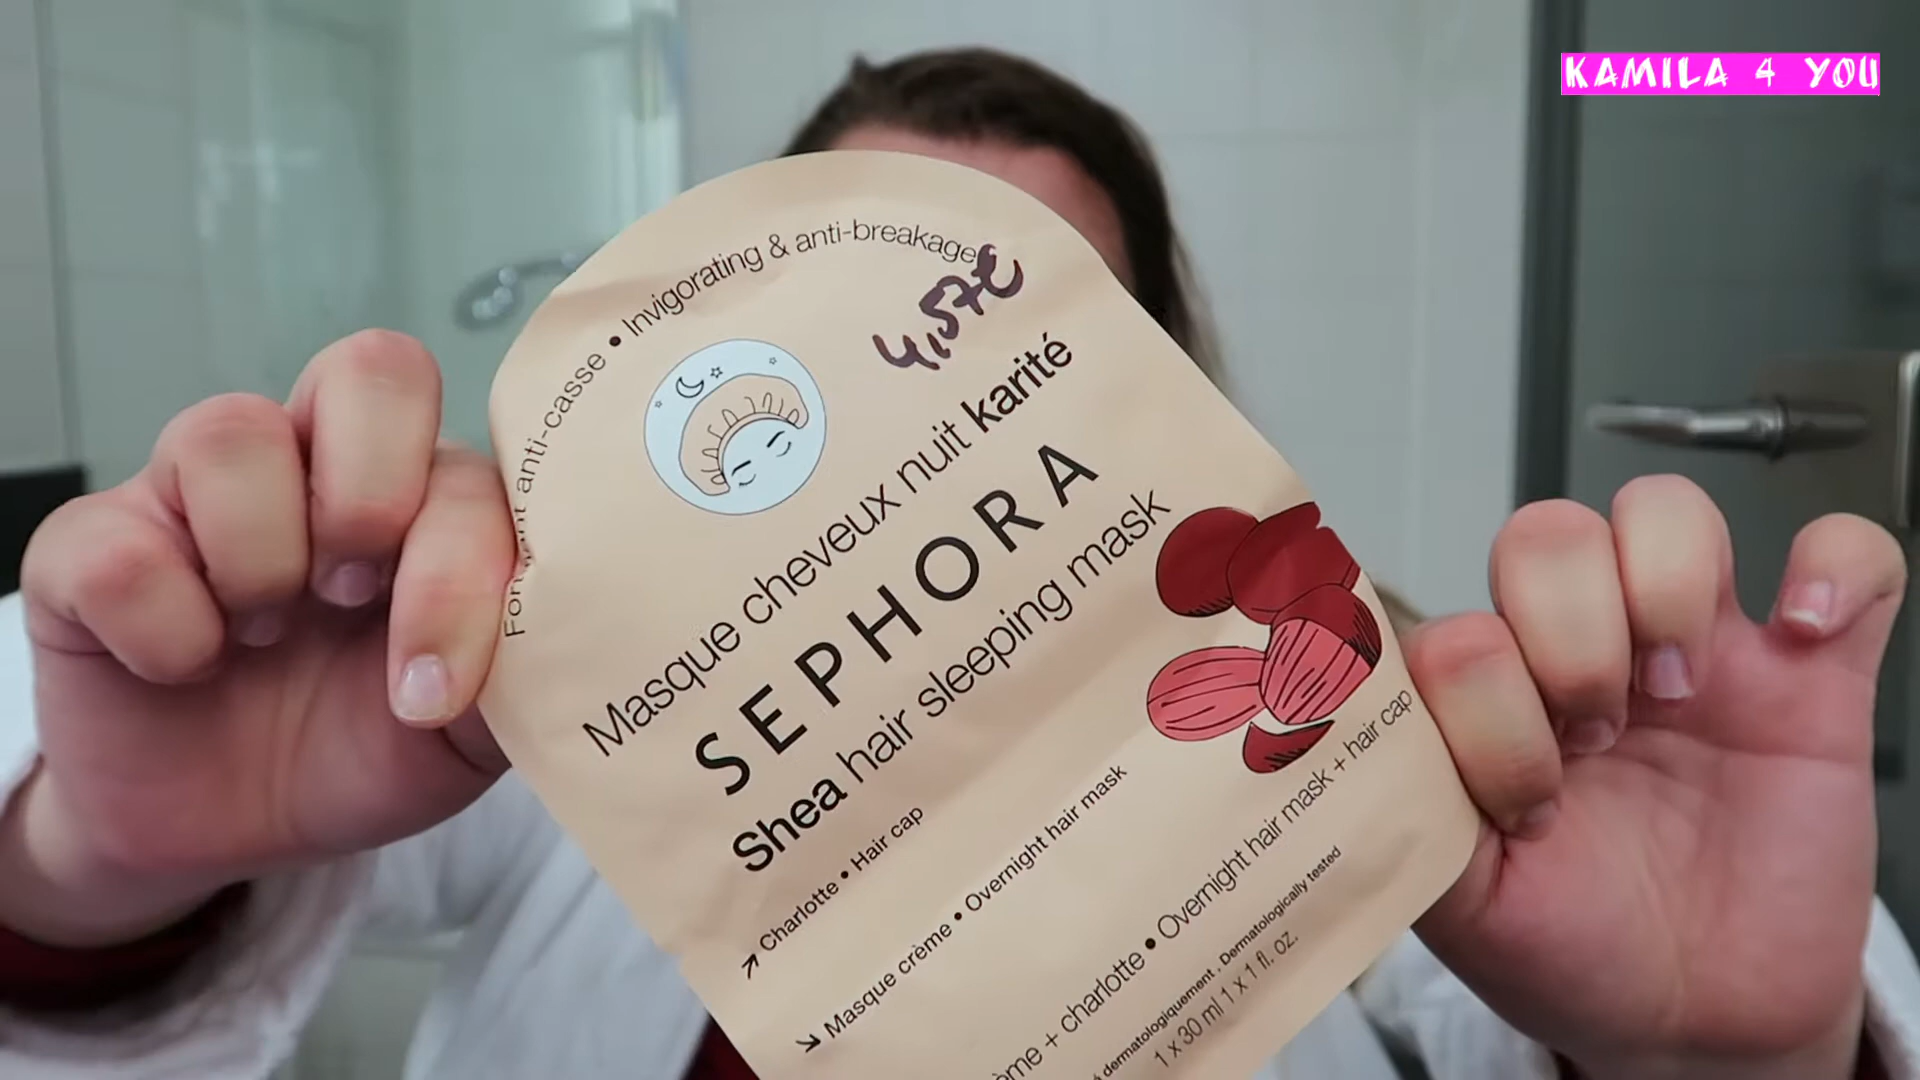 KAMILA 4 YOU
anti-casse • Invigorating & anti-breakage
4,57€
Masque cheveux nuit karité
SEPHORA
Shea hair sleeping mask
Charlotte • Hair cap
Masque crème • Overnight hair mask
+ charlotte • Overnight hair mask + hair cap
dermatologiquement. Dermatologically tested
1 x 30 ml 1 x 1 fl. oz.